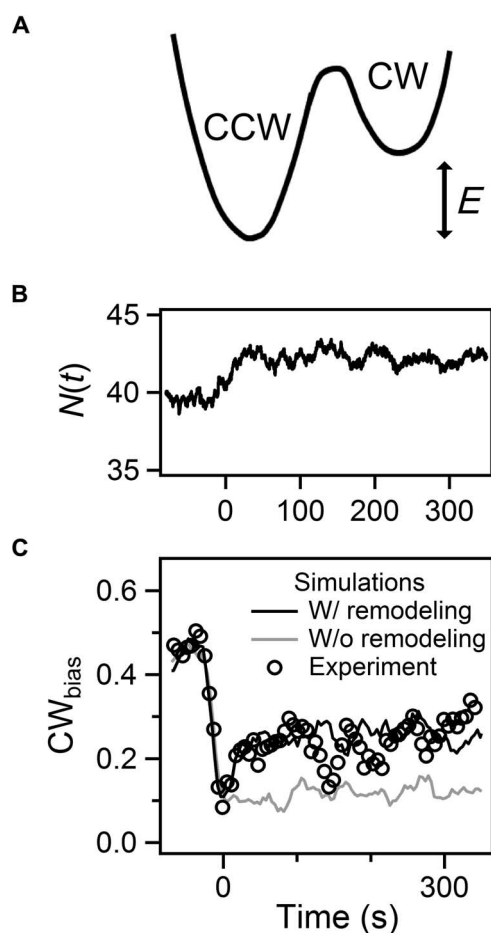 A
CCW
CW
E
B
45
40
35
N(t)
0 100 200 300
C
0.6
0.4
0.2
0.0
CWbias
Simulations
W/ remodeling
W/o remodeling
Experiment
0 300
Time (s)